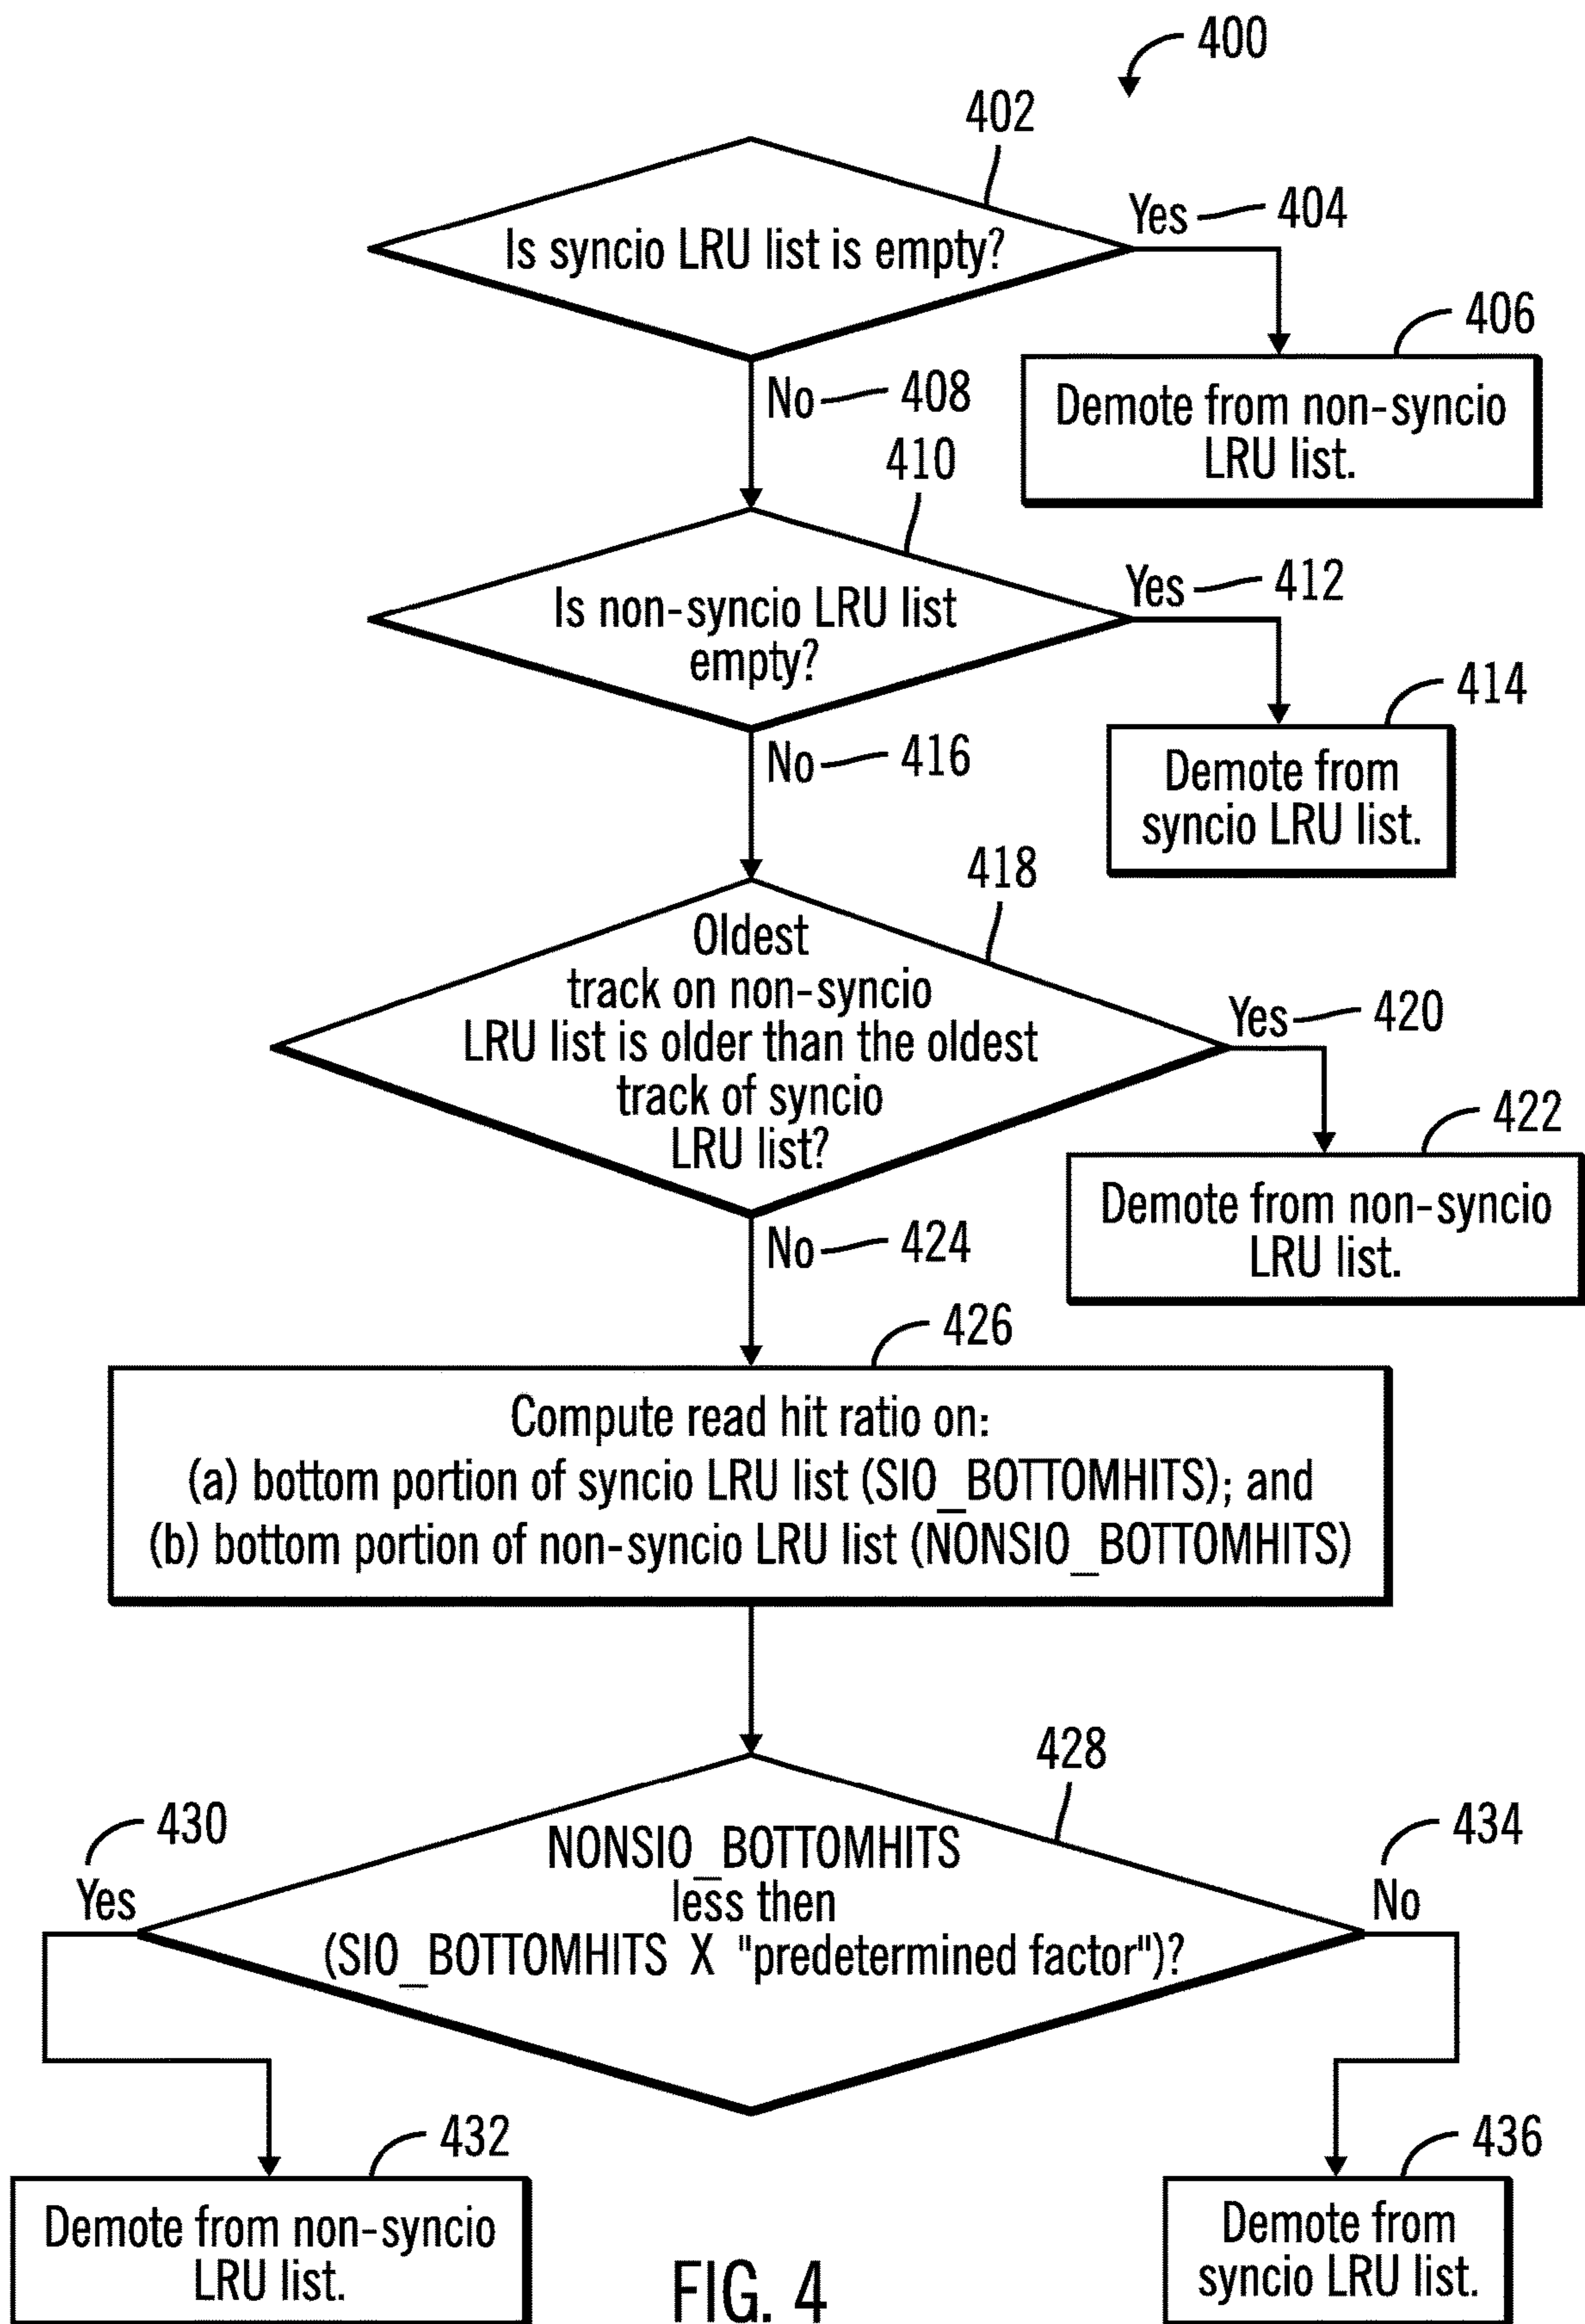 400
402
Is syncio LRU list is empty?
Yes 404
406
Demote from non-syncio
LRU list.
No 408
410
Is non-syncio LRU list
empty?
Yes 412
414
Demote from
syncio LRU list.
No 416
418
Oldest
track on non-syncio
LRU list is older than the oldest
track of syncio
LRU list?
Yes 420
422
Demote from non-syncio
LRU list.
No 424
426
Compute read hit ratio on:
(a) bottom portion of syncio LRU list (SIO_BOTTOMHITS); and
(b) bottom portion of non-syncio LRU list (NONSIO_BOTTOMHITS)
428
NONSIO_BOTTOMHITS
less then
(SIO_BOTTOMHITS X "predetermined factor")?
430
Yes
434
No
432
Demote from non-syncio
LRU list.
436
Demote from
syncio LRU list.
FIG. 4